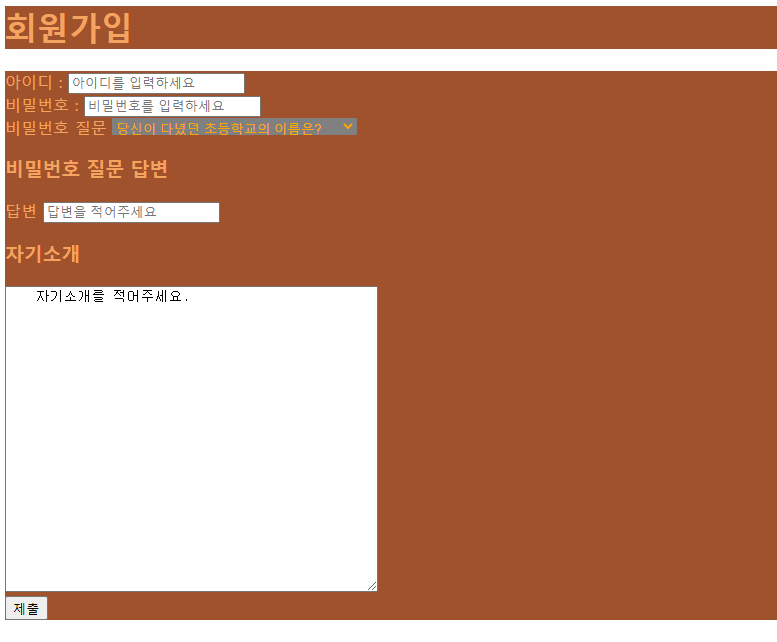 회원가입
아이디 : 아이디를 입력하세요
비밀번호 : 비밀번호를 입력하세요
비밀번호 질문 당신이 다녔던 초등학교의 이름은?
비밀번호 질문 답변
답변 답변을 적어주세요
자기소개
자기소개를 적어주세요.
제출